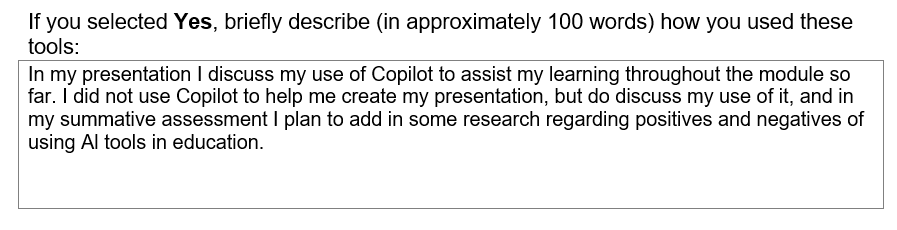 If you selected Yes, briefly describe (in approximately 100 words) how you used these
tools:
In my presentation I discuss my use of Copilot to assist my learning throughout the module so
far. I did not use Copilot to help me create my presentation, but do discuss my use of it, and in
my summative assessment I plan to add in some research regarding positives and negatives of
using AI tools in education.